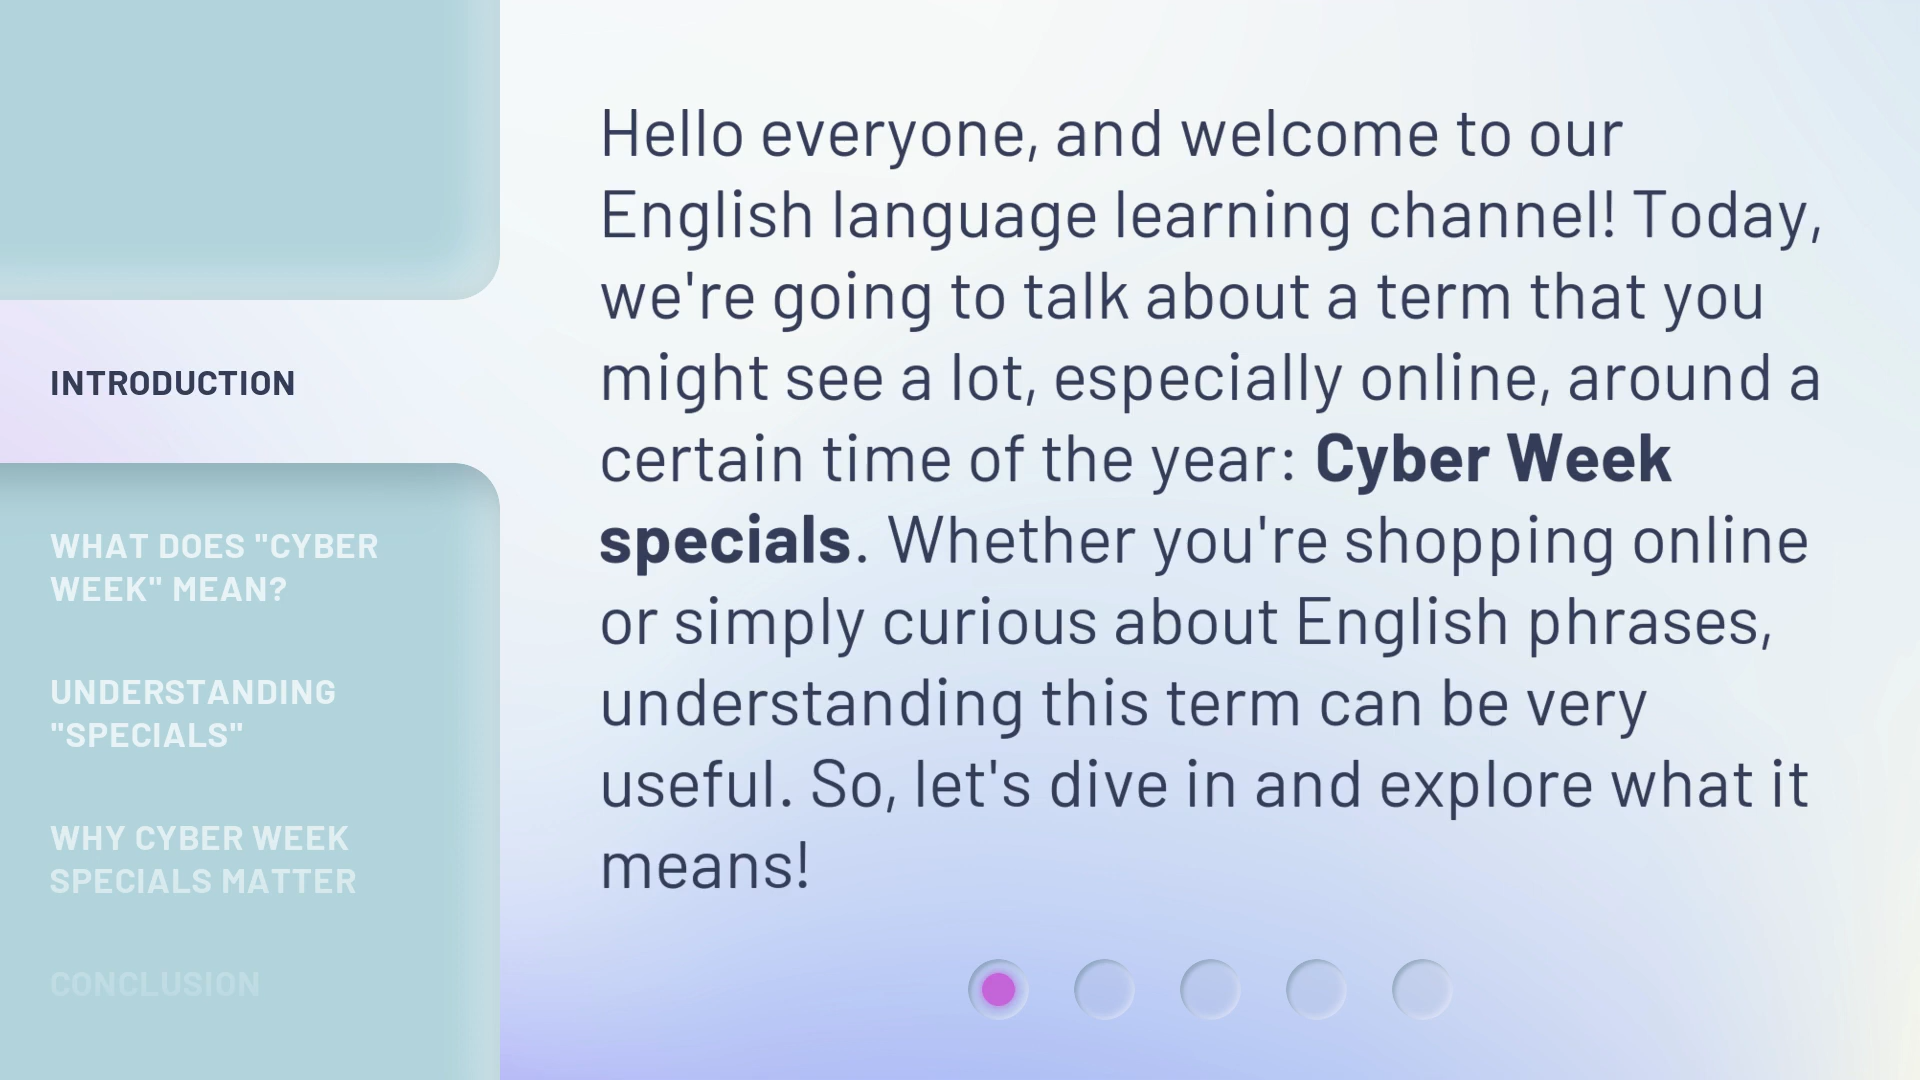 INTRODUCTION
WHAT DOES "CYBER
WEEK" MEAN?
UNDERSTANDING
"SPECIALS"
WHY CYBER WEEK
SPECIALS MATTER
CONCLUSION
Hello everyone, and welcome to our
English language learning channel! Today,
we're going to talk about a term that you
might see a lot, especially online, around a
certain time of the year: Cyber Week
specials. Whether you're shopping online
or simply curious about English phrases,
understanding this term can be very
useful. So, let's dive in and explore what it
means!